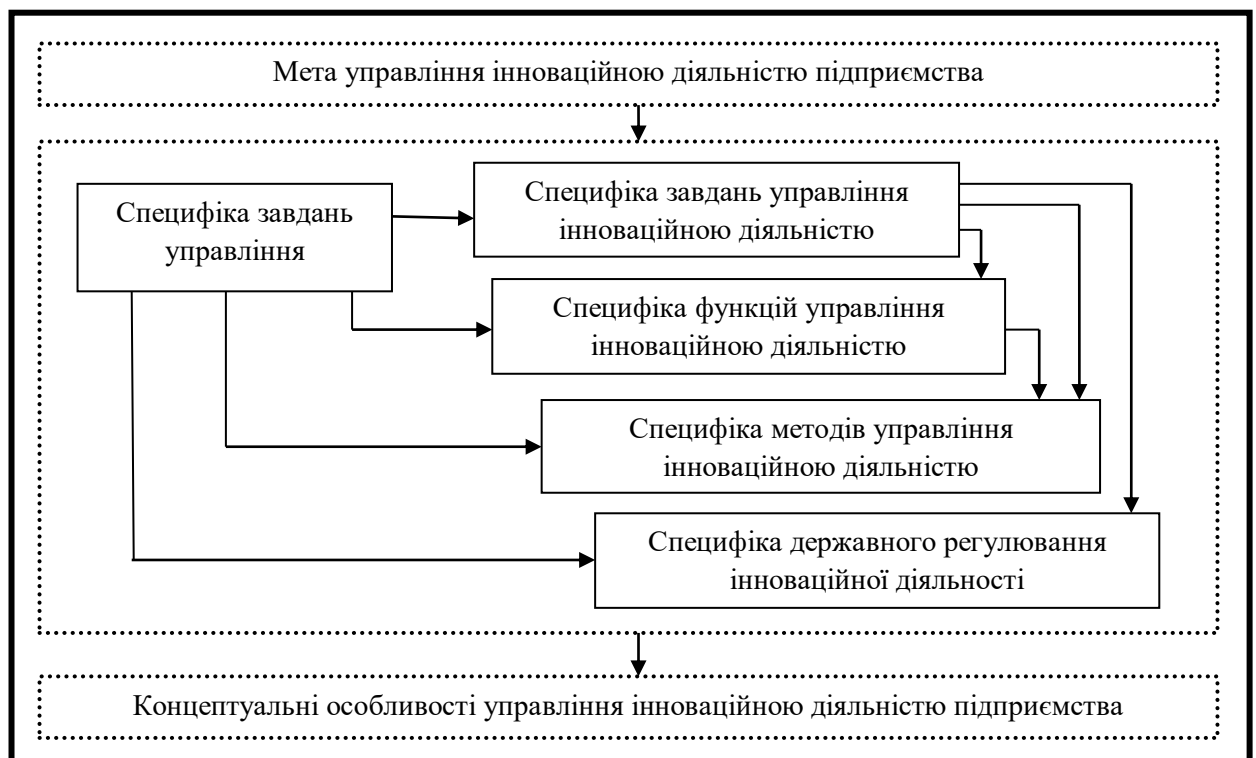 Мета управління інноваційною діяльністю підприємства
Специфіка завдань
управління
Специфіка завдань управління
інноваційною діяльністю
Специфіка функцій управління
інноваційною діяльністю
Специфіка методів управління
інноваційною діяльністю
Специфіка державного регулювання
інноваційної діяльності
Концептуальні особливості управління інноваційною діяльністю підприємства